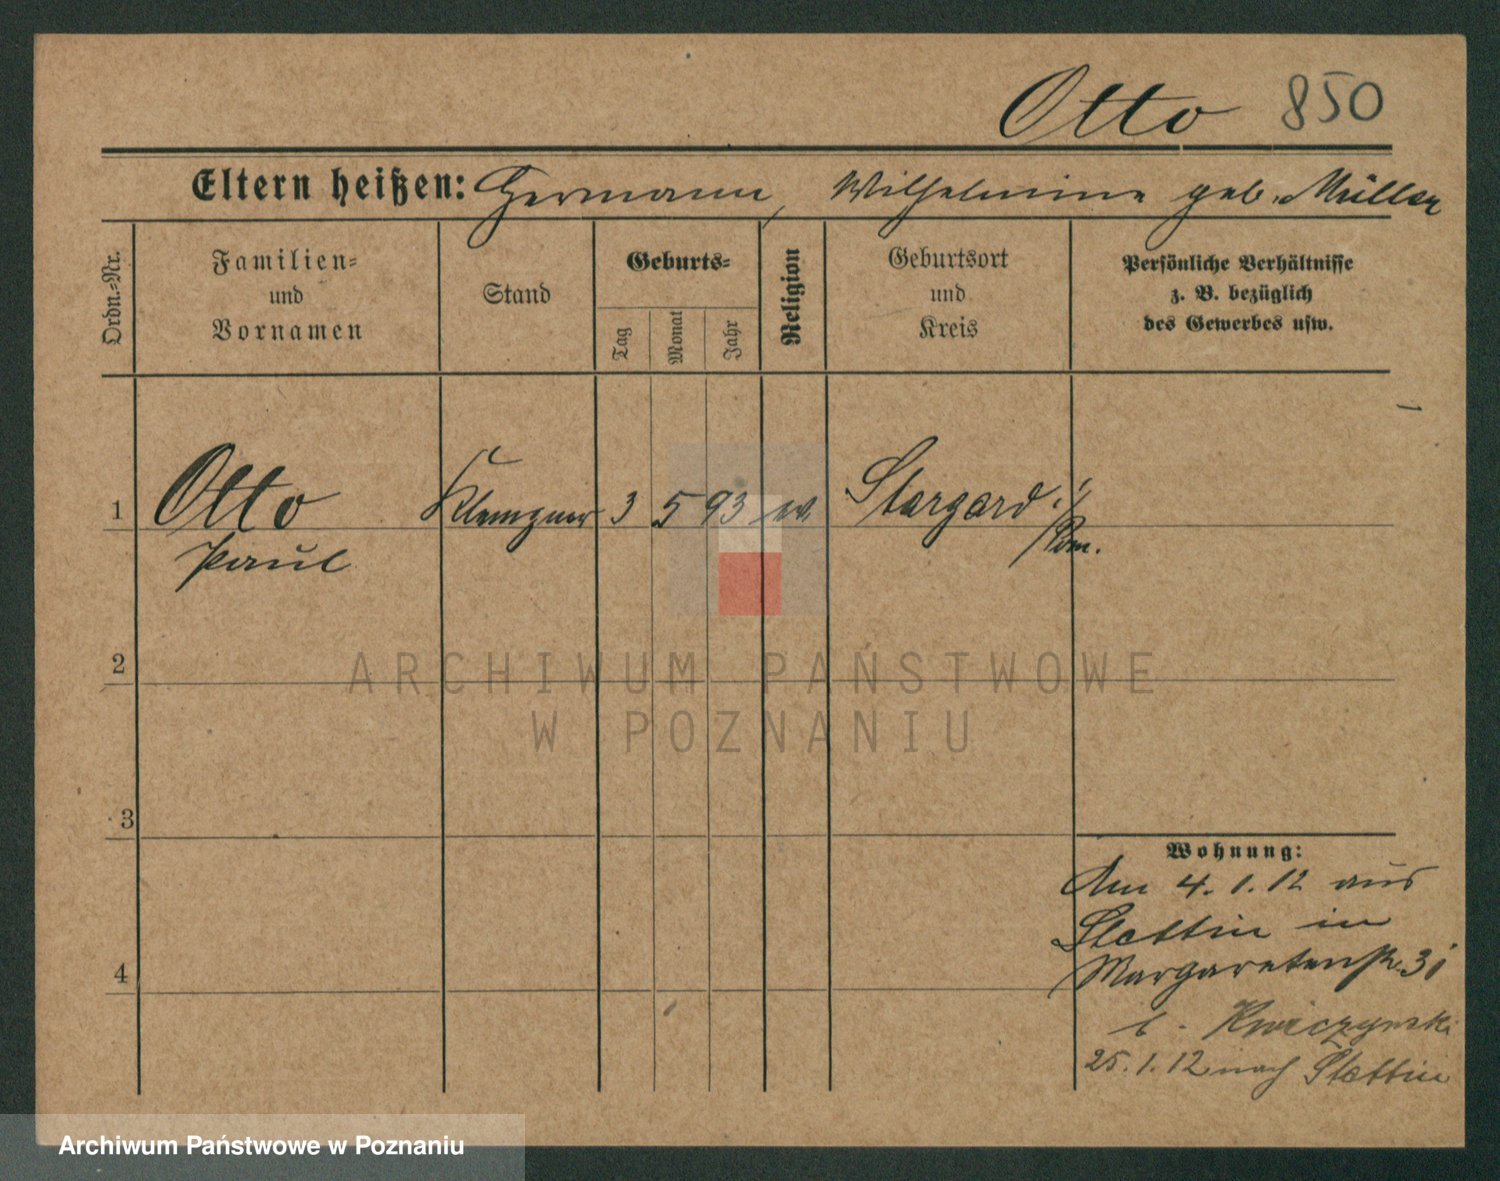 Otto 850
Eltern heißen: Hermann, Wilhelmine geb. Müller
Ordn.=Nr.
Familien=
und
Vornamen
Stand
Geburts=
Tag
Monat
Jahr
Religion
Geburtsort
und
Kreis
Persönliche Verhältnisse
z. B. bezüglich
des Gewerbes usw.
1 Otto Klempner 3 5 93 ev. Stargard i/
Paul Pom.
2
ARCHIWUM PAŃSTWOWE
W POZNANIU
3
Wohnung:
Am 4. 1. 12 aus
Stettin in
4 Margaretenstr. 31
b.
25. 1. 12 nach Stettin
Archiwum Państwowe w Poznaniu